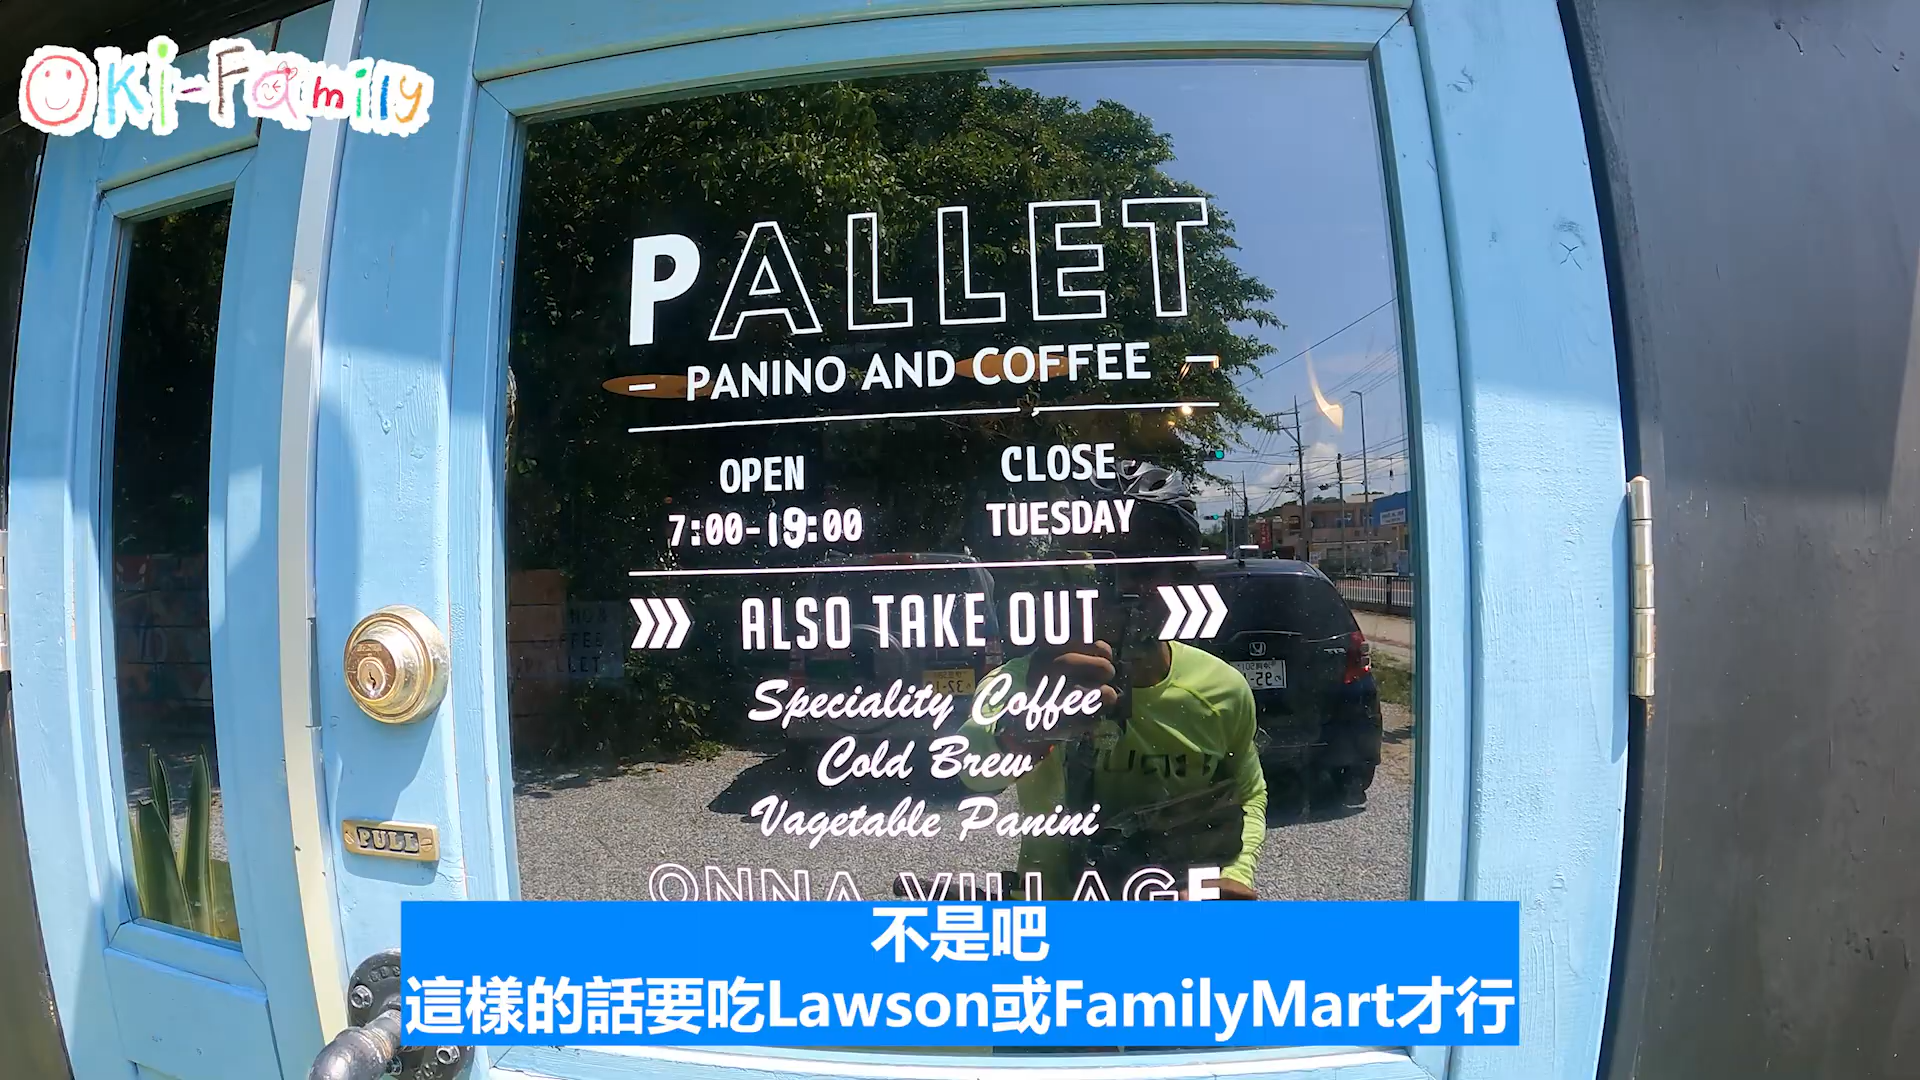 OKi-Family
PALLET
- PANINO AND COFFEE -
OPEN
7:00-19:00
CLOSE
TUESDAY
ALSO TAKE OUT
Speciality Coffee
Cold Brew
Vagetable Panini
ONNA VILLAGE
PULL
不是吧
這樣的話要吃Lawson或FamilyMart才行